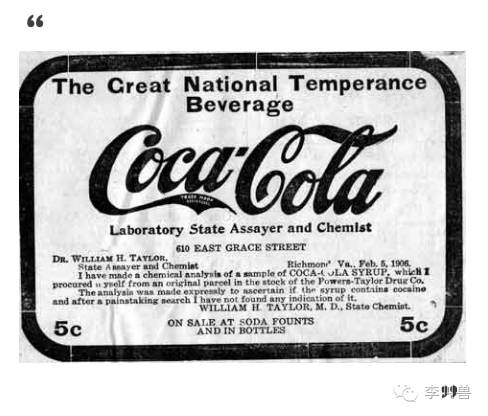 “
The Great National Temperance
Beverage
Coca-Cola
TRADE MARK
REGISTERED
Laboratory State Assayer and Chemist
610 EAST GRACE STREET
DR. WILLIAM H. TAYLOR,
State Assayer and Chemist Richmond Va., Feb. 5, 1906.
I have made a chemical analysis of a sample of COCA-COLA SYRUP, which I
procured myself from an original parcel in the stock of the Powers-Taylor Drug Co.
The analysis was made expressly to ascertain if the syrup contains cocaine
and after a painstaking search I have not found any indication of it.
WILLIAM H. TAYLOR, M. D., State Chemist.
5c ON SALE AT SODA FOUNTS 5c
AND IN BOTTLES
李 兽 ”